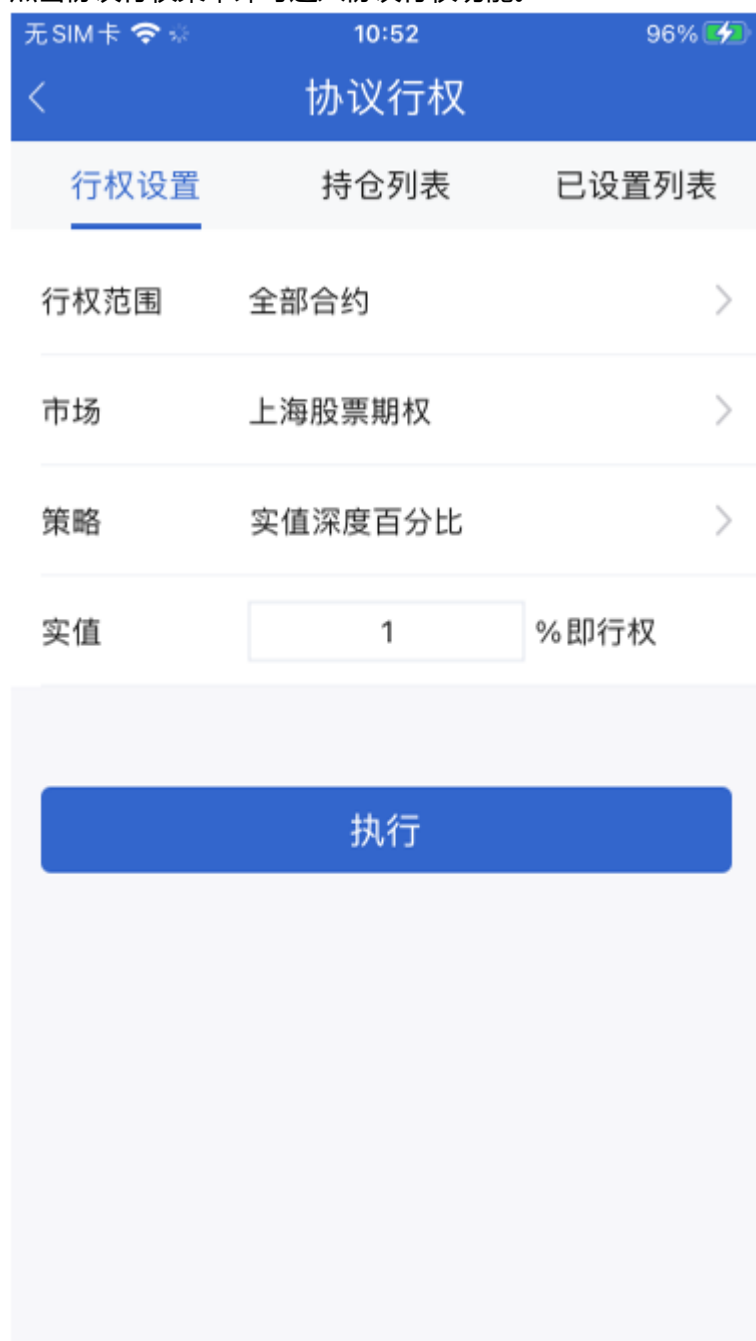 无SIM卡 10:52 96%
协议行权
行权设置 持仓列表 已设置列表
行权范围 全部合约
市场 上海股票期权
策略 实值深度百分比
实值 1 %即行权
执行